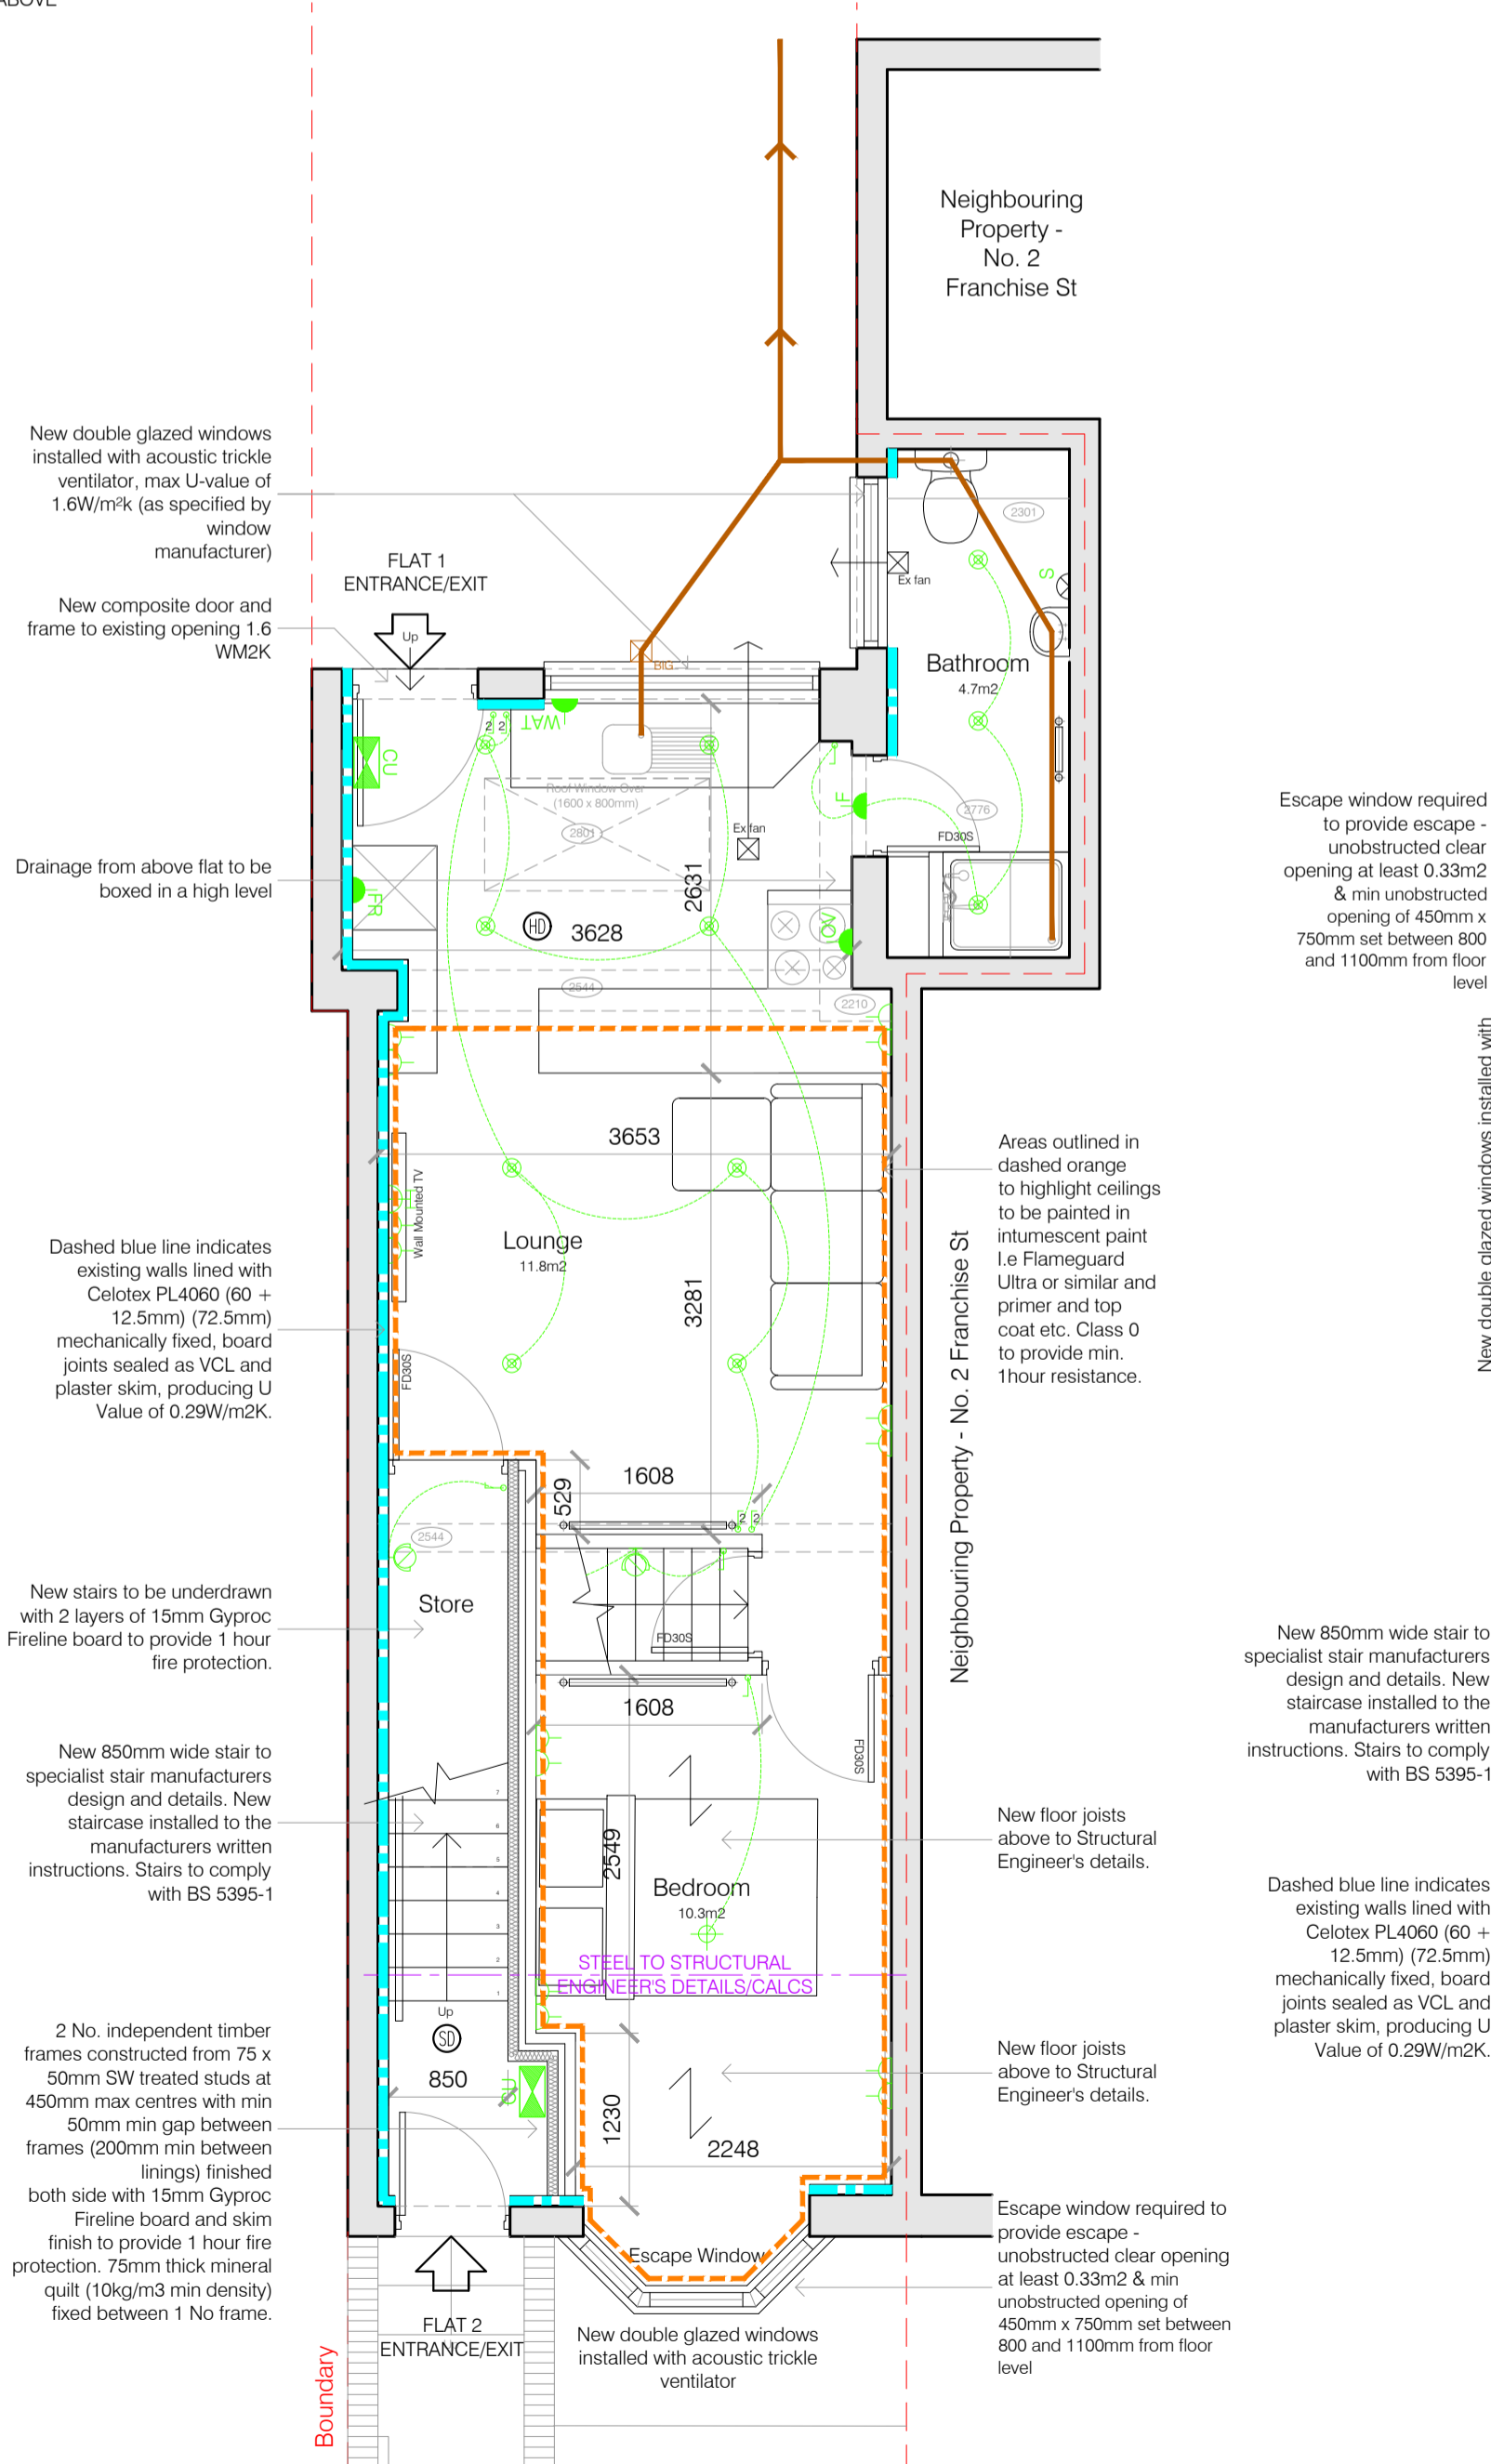 ABOVE
Neighbouring
Property -
No. 2
Franchise St
New double glazed windows
installed with acoustic trickle
ventilator, max U-value of
1.6W/m²k (as specified by
window
manufacturer)
FLAT 1
ENTRANCE/EXIT
Up
New composite door and
frame to existing opening 1.6
WM2K
BIG
2301
S
Ex fan
Bathroom
4.7m2
2 2
WAT
CU
Roof Window Over
(1600 x 800mm)
2801
Ex fan
2631
2776
FD30S
Drainage from above flat to be
boxed in a high level
FR
HD
3628
OV
2544
2210
Escape window required
to provide escape -
unobstructed clear
opening at least 0.33m2
& min unobstructed
opening of 450mm x
750mm set between 800
and 1100mm from floor
level
New double glazed windows installed with
3653
Wall Mounted TV
Lounge
11.8m2
3281
FD30S
Areas outlined in
dashed orange
to highlight ceilings
to be painted in
intumescent paint
I.e Flameguard
Ultra or similar and
primer and top
coat etc. Class 0
to provide min.
1hour resistance.
Neighbouring Property - No. 2 Franchise St
Dashed blue line indicates
existing walls lined with
Celotex PL4060 (60 +
12.5mm) (72.5mm)
mechanically fixed, board
joints sealed as VCL and
plaster skim, producing U
Value of 0.29W/m2K.
529
1608
2 2
2544
Store
FD30S
1608
FD30S
New stairs to be underdrawn
with 2 layers of 15mm Gyproc
Fireline board to provide 1 hour
fire protection.
New 850mm wide stair to
specialist stair manufacturers
design and details. New
staircase installed to the
manufacturers written
instructions. Stairs to comply
with BS 5395-1
New 850mm wide stair to
specialist stair manufacturers
design and details. New
staircase installed to the
manufacturers written
instructions. Stairs to comply
with BS 5395-1
7
6
5
4
3
2
1
Up
SD
2549
Bedroom
10.3m2
STEEL TO STRUCTURAL
ENGINEER'S DETAILS/CALCS
New floor joists
above to Structural
Engineer's details.
Dashed blue line indicates
existing walls lined with
Celotex PL4060 (60 +
12.5mm) (72.5mm)
mechanically fixed, board
joints sealed as VCL and
plaster skim, producing U
Value of 0.29W/m2K.
2 No. independent timber
frames constructed from 75 x
50mm SW treated studs at
450mm max centres with min
50mm min gap between
frames (200mm min between
linings) finished
both side with 15mm Gyproc
Fireline board and skim
finish to provide 1 hour fire
protection. 75mm thick mineral
quilt (10kg/m3 min density)
fixed between 1 No frame.
850
CU
1230
2248
New floor joists
above to Structural
Engineer's details.
Escape Window
Escape window required to
provide escape -
unobstructed clear opening
at least 0.33m2 & min
unobstructed opening of
450mm x 750mm set between
800 and 1100mm from floor
level
FLAT 2
ENTRANCE/EXIT
New double glazed windows
installed with acoustic trickle
ventilator
Boundary